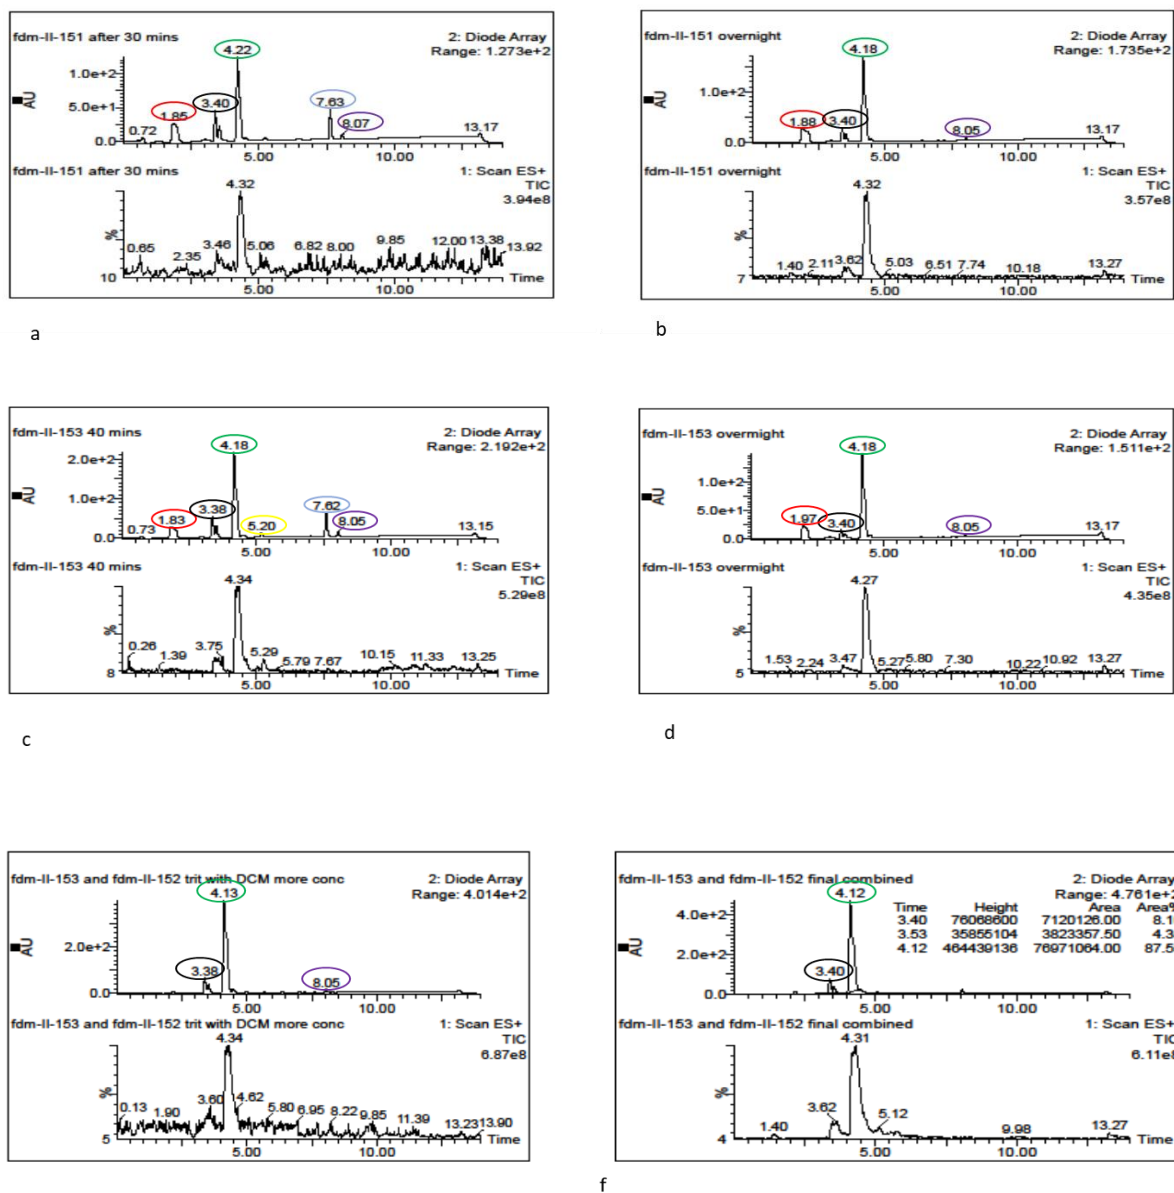 fdm-II-151 after 30 mins
2: Diode Array
Range: 1.273e+2
4.22
1.0e+2
AU
5.0e+1
0.0
0.72
1.85
3.40
7.63
8.07
13.17
5.00 10.00
fdm-II-151 after 30 mins
1: Scan ES+
TIC
3.94e8
4.32
%
10
0.65
2.35
3.46
5.06
6.82
8.00
9.85
12.00
13.38
13.92
Time
5.00 10.00
a
fdm-II-151 overnight
2: Diode Array
Range: 1.735e+2
4.18
AU
1.0e+2
0.0
1.88
3.40
8.05
13.17
5.00 10.00
fdm-II-151 overnight
1: Scan ES+
TIC
3.57e8
4.32
%
7
1.40
2.11
3.62
5.03
6.51
7.74
10.18
13.27
Time
5.00 10.00
b
fdm-II-153 40 mins
2: Diode Array
Range: 2.192e+2
4.18
2.0e+2
AU
1.0e+2
0.0
0.73
1.83
3.38
5.20
7.62
8.05
13.15
5.00 10.00
fdm-II-153 40 mins
1: Scan ES+
TIC
5.29e8
4.34
%
8
0.26
1.39
3.75
5.29
5.79
7.67
10.15
11.33
13.25
Time
5.00 10.00
c
fdm-II-153 overmight
2: Diode Array
Range: 1.511e+2
4.18
1.0e+2
AU
5.0e+1
0.0
1.97
3.40
8.05
13.17
5.00 10.00
fdm-II-153 overnight
1: Scan ES+
TIC
4.35e8
4.27
%
5
1.53
2.24
3.47
5.27
5.80
7.30
10.22
10.92
13.27
Time
5.00 10.00
d
fdm-II-153 and fdm-II-152 trit with DCM more conc
2: Diode Array
Range: 4.014e+2
4.13
AU
2.0e+2
0.0
3.38
8.05
5.00 10.00
fdm-II-153 and fdm-II-152 trit with DCM more conc
1: Scan ES+
TIC
6.87e8
4.34
%
5
0.13
1.90
3.60
4.62
5.80
6.95
8.22
9.85
11.39
13.23
13.90
Time
5.00 10.00
fdm-II-153 and fdm-II-152 final combined
2: Diode Array
Range: 4.761e+2
Time Height Area Area%
3.40 76068600 7120126.00 8.1
3.53 35855104 3823357.50 4.3
4.12 464439136 76971064.00 87.5
4.12
4.0e+2
AU
2.0e+2
0.0
3.40
5.00 10.00
fdm-II-153 and fdm-II-152 final combined
1: Scan ES+
TIC
6.11e8
4.31
%
4
1.40
3.62
5.12
9.98
13.27
Time
5.00 10.00
f